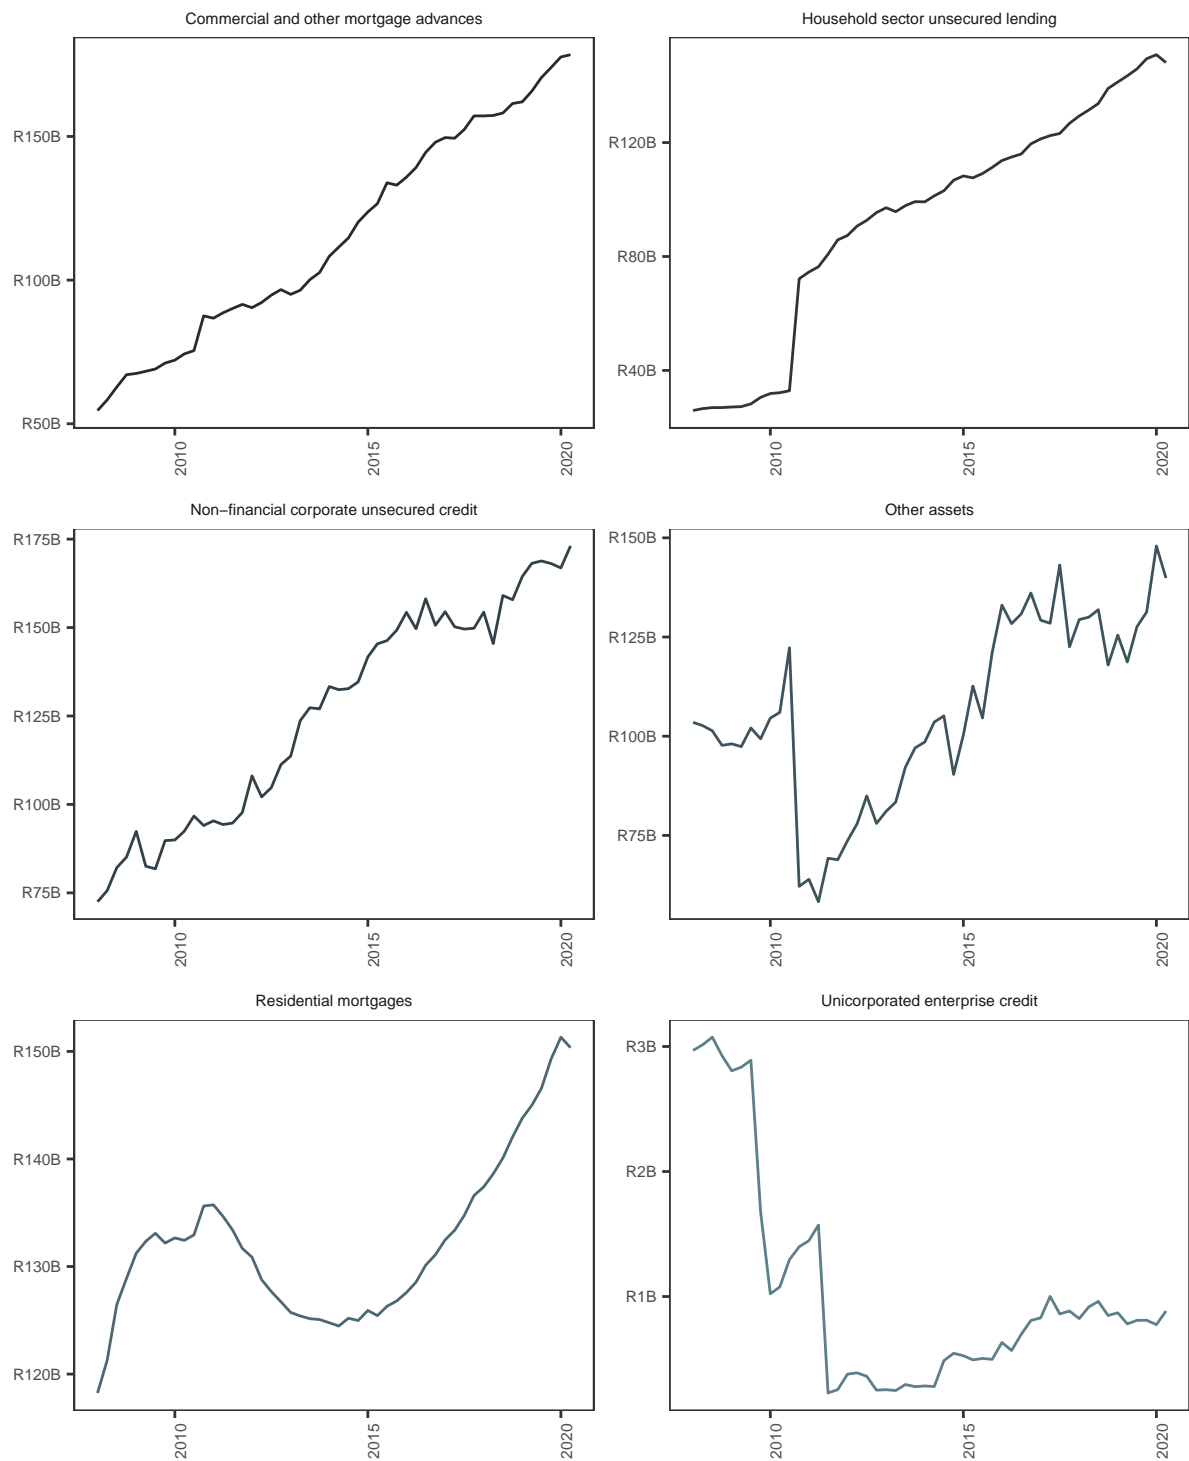 Commercial and other mortgage advances
R150B
R100B
R50B
2010
2015
2020
Household sector unsecured lending
R120B
R80B
R40B
2010
2015
2020
Non−financial corporate unsecured credit
R175B
R150B
R125B
R100B
R75B
2010
2015
2020
Other assets
R150B
R125B
R100B
R75B
2010
2015
2020
Residential mortgages
R150B
R140B
R130B
R120B
2010
2015
2020
Unicorporated enterprise credit
R3B
R2B
R1B
2010
2015
2020